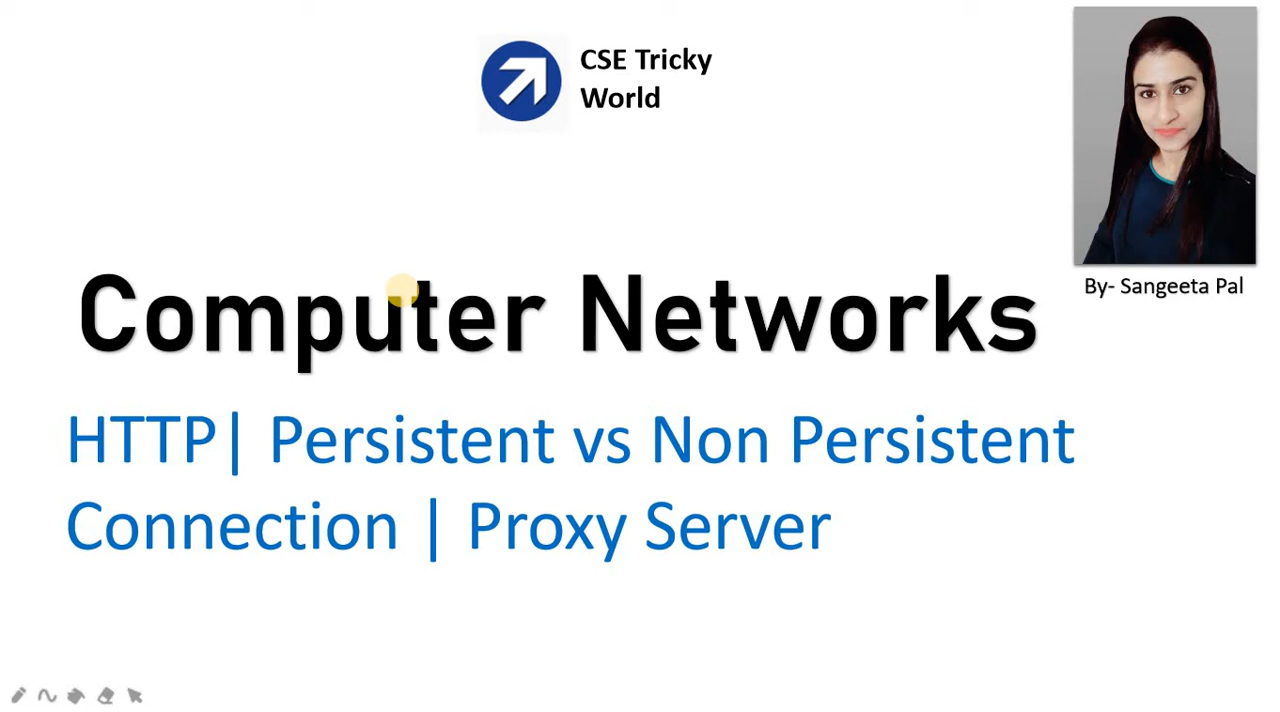 CSE Tricky
World
By- Sangeeta Pal
Computer Networks
HTTP| Persistent vs Non Persistent
Connection | Proxy Server